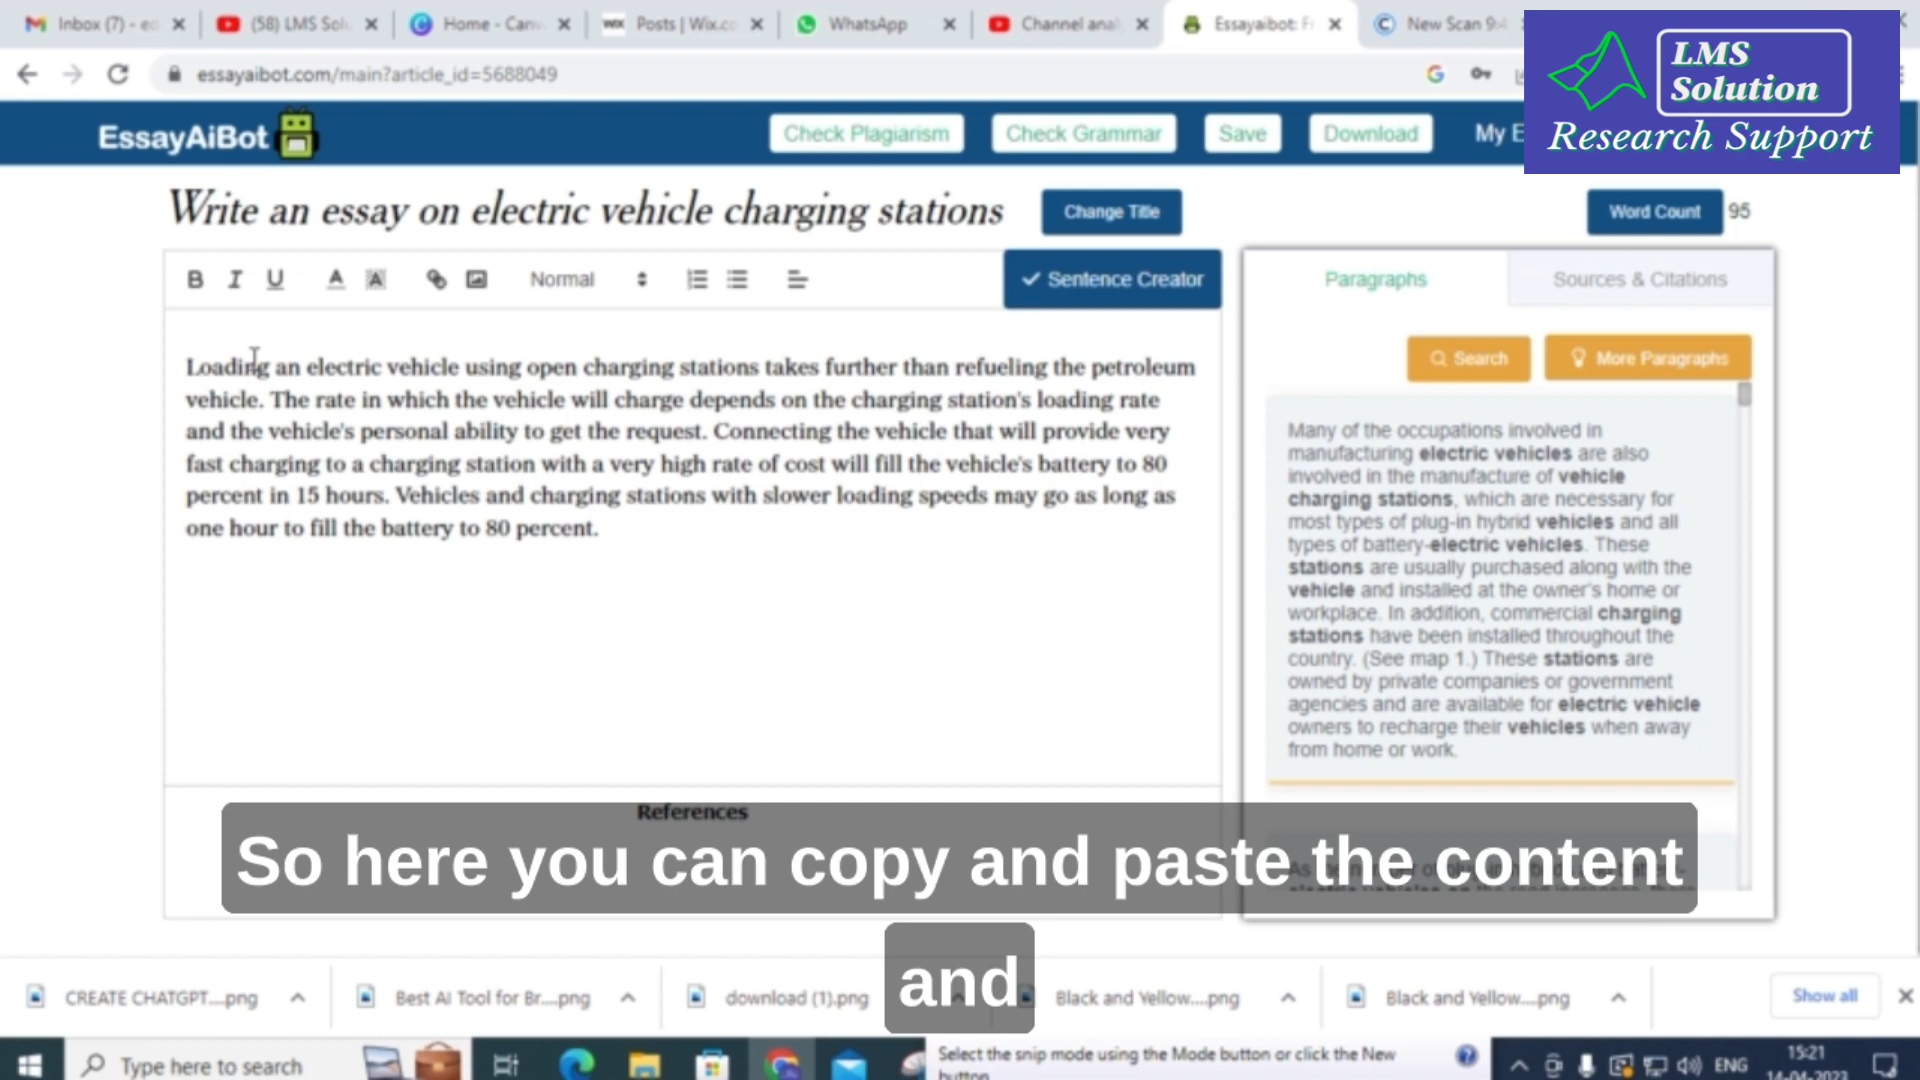 Inbox (7) - ed
(58) LMS Solu
Home - Canv
Posts | Wix.co
WhatsApp
Channel anal
Essayaibot: Fr
New Scan 9:4
essayaibot.com/main?article_id=5688049
LMS
Solution
Research Support
EssayAiBot
Check Plagiarism
Check Grammar
Save
Download
My E
Write an essay on electric vehicle charging stations
Change Title
Word Count 95
B I U A A Normal
Sentence Creator
Paragraphs
Sources & Citations
Search
More Paragraphs
Loading an electric vehicle using open charging stations takes further than refueling the petroleum
vehicle. The rate in which the vehicle will charge depends on the charging station's loading rate
and the vehicle's personal ability to get the request. Connecting the vehicle that will provide very
fast charging to a charging station with a very high rate of cost will fill the vehicle's battery to 80
percent in 15 hours. Vehicles and charging stations with slower loading speeds may go as long as
one hour to fill the battery to 80 percent.
Many of the occupations involved in
manufacturing electric vehicles are also
involved in the manufacture of vehicle
charging stations, which are necessary for
most types of plug-in hybrid vehicles and all
types of battery-electric vehicles. These
stations are usually purchased along with the
vehicle and installed at the owner's home or
workplace. In addition, commercial charging
stations have been installed throughout the
country. (See map 1.) These stations are
owned by private companies or government
agencies and are available for electric vehicle
owners to recharge their vehicles when away
from home or work.
References
So here you can copy and paste the content
and
CREATE CHATGPT....png
Best AI Tool for Br....png
download (1).png
Black and Yellow....png
Black and Yellow....png
Show all
Type here to search
Select the snip mode using the Mode button or click the New
button.
ENG
15:21
14-04-2023